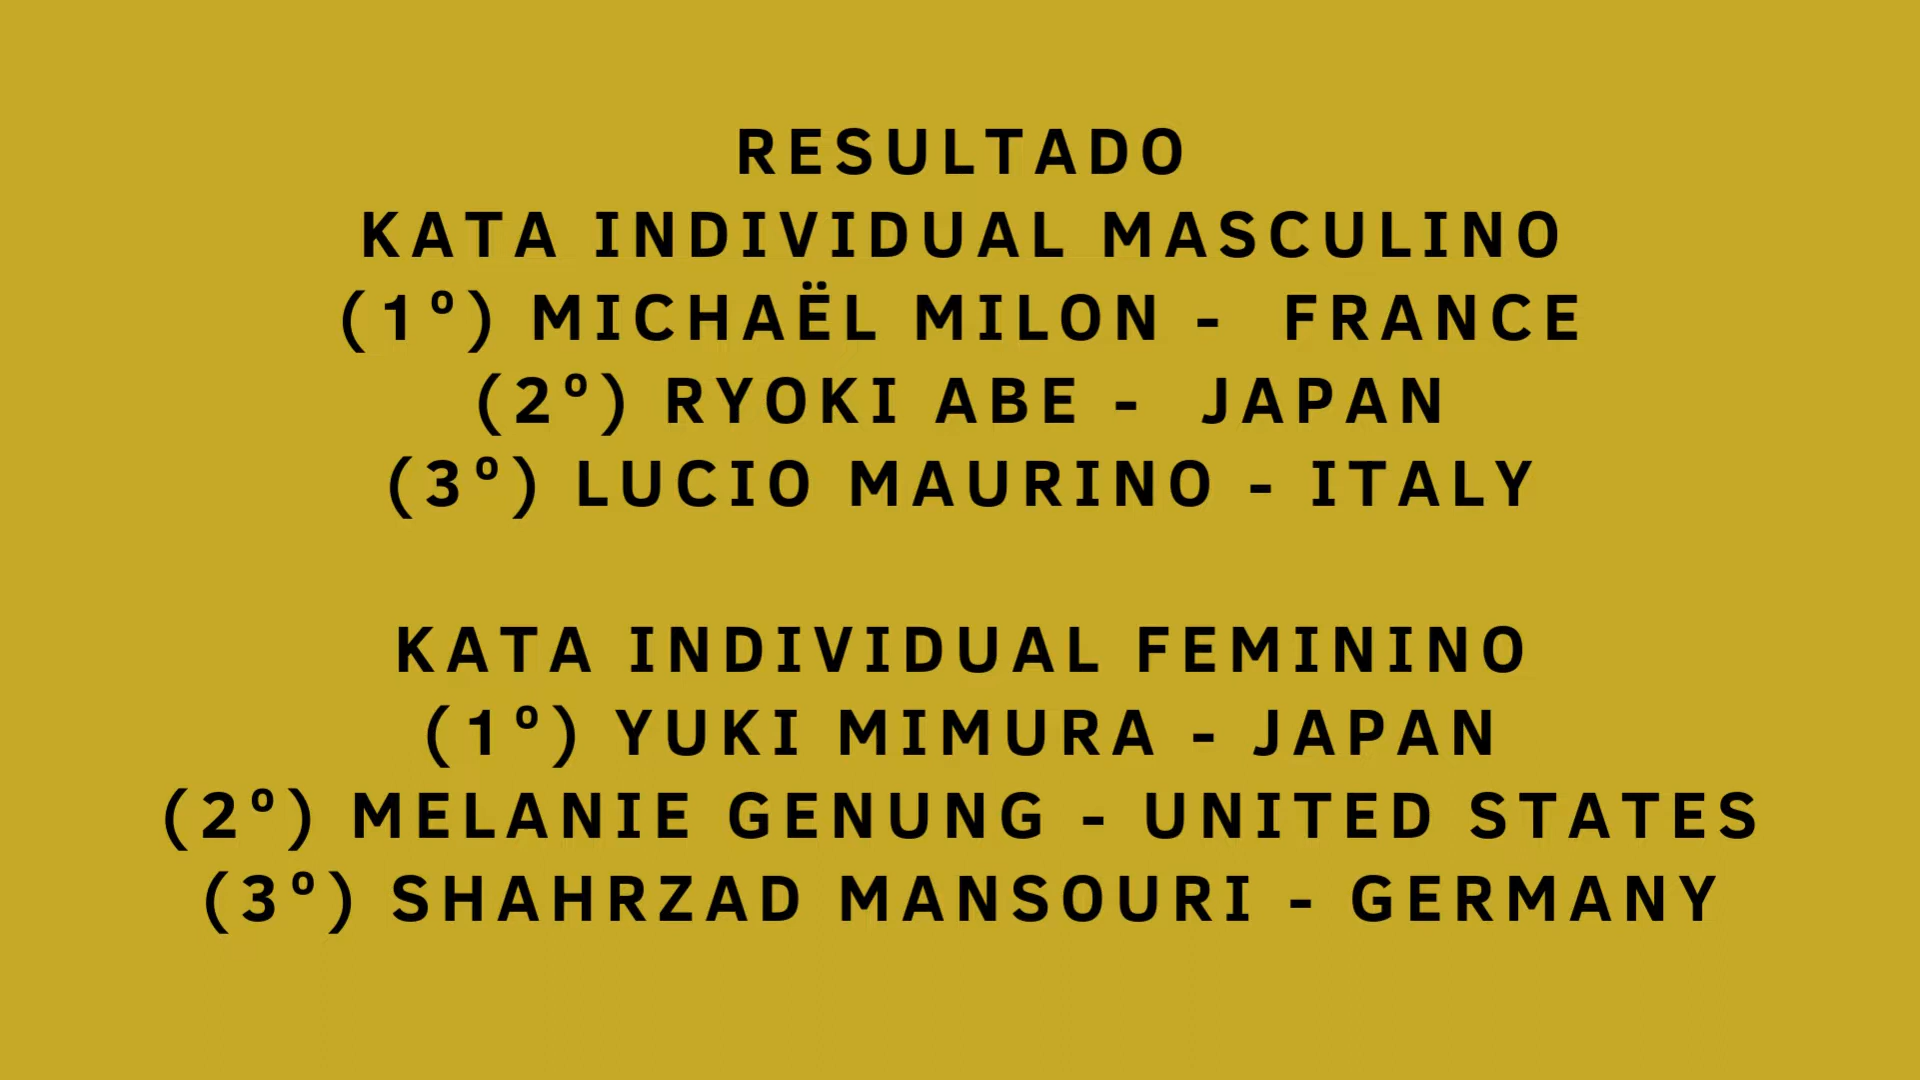 RESULTADO
KATA INDIVIDUAL MASCULINO
(1º) MICHAËL MILON - FRANCE
(2º) RYOKI ABE - JAPAN
(3º) LUCIO MAURINO - ITALY
KATA INDIVIDUAL FEMININO
(1º) YUKI MIMURA - JAPAN
(2º) MELANIE GENUNG - UNITED STATES
(3º) SHAHRZAD MANSOURI - GERMANY